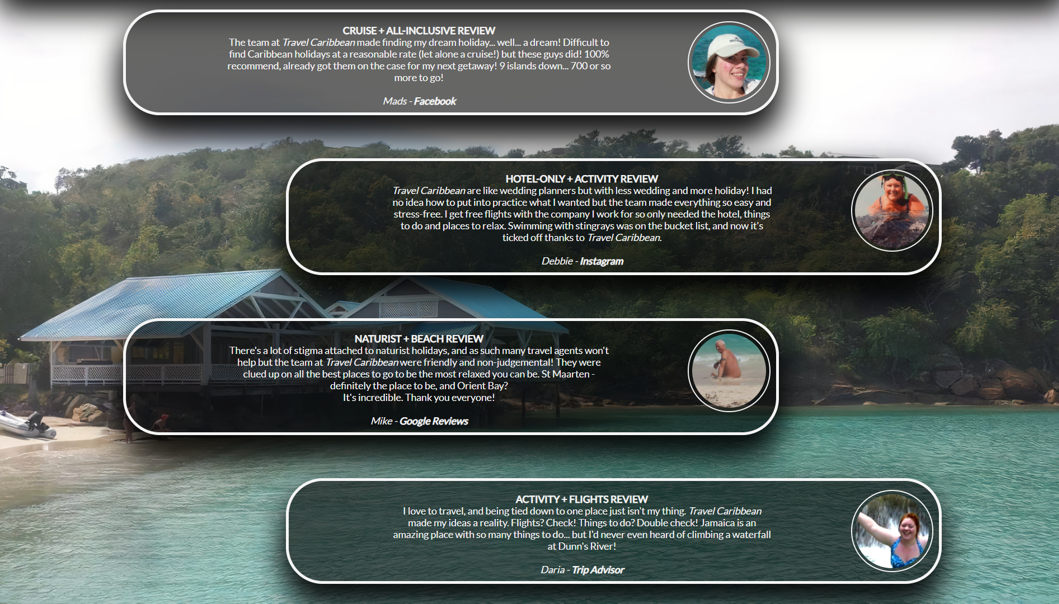 CRUISE + ALL-INCLUSIVE REVIEW
The team at Travel Caribbean made finding my dream holiday... well... a dream! Difficult to
find Caribbean holidays at a reasonable rate (let alone a cruise!) but these guys did! 100%
recommend, already got them on the case for my next getaway! 9 islands down... 700 or so
more to go!
Mads - Facebook
HOTEL-ONLY + ACTIVITY REVIEW
Travel Caribbean are like wedding planners but with less wedding and more holiday! I had
no idea how to put into practice what I wanted but the team made everything so easy and
stress-free. I get free flights with the company I work for so only needed the hotel, things
to do and places to relax. Swimming with stingrays was on the bucket list, and now it's
ticked off thanks to Travel Caribbean.
Debbie - Instagram
NATURIST + BEACH REVIEW
There's a lot of stigma attached to naturist holidays, and as such many travel agents won't
help but the team at Travel Caribbean were friendly and non-judgemental! They were
clued up on all the best places to go to be the most relaxed you can be. St Maarten -
definitely the place to be, and Orient Bay?
It's incredible. Thank you everyone!
Mike - Google Reviews
ACTIVITY + FLIGHTS REVIEW
I love to travel, and being tied down to one place just isn't my thing. Travel Caribbean
made my ideas a reality. Flights? Check! Things to do? Double check! Jamaica is an
amazing place with so many things to do... but I'd never even heard of climbing a waterfall
at Dunn's River!
Daria - Trip Advisor